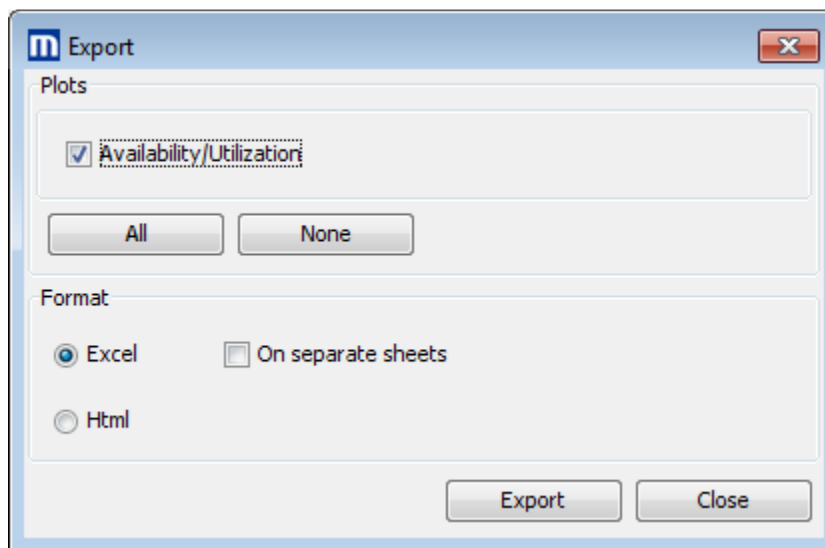 m Export
Plots
Availability/Utilization
All None
Format
Excel On separate sheets
Html
Export Close